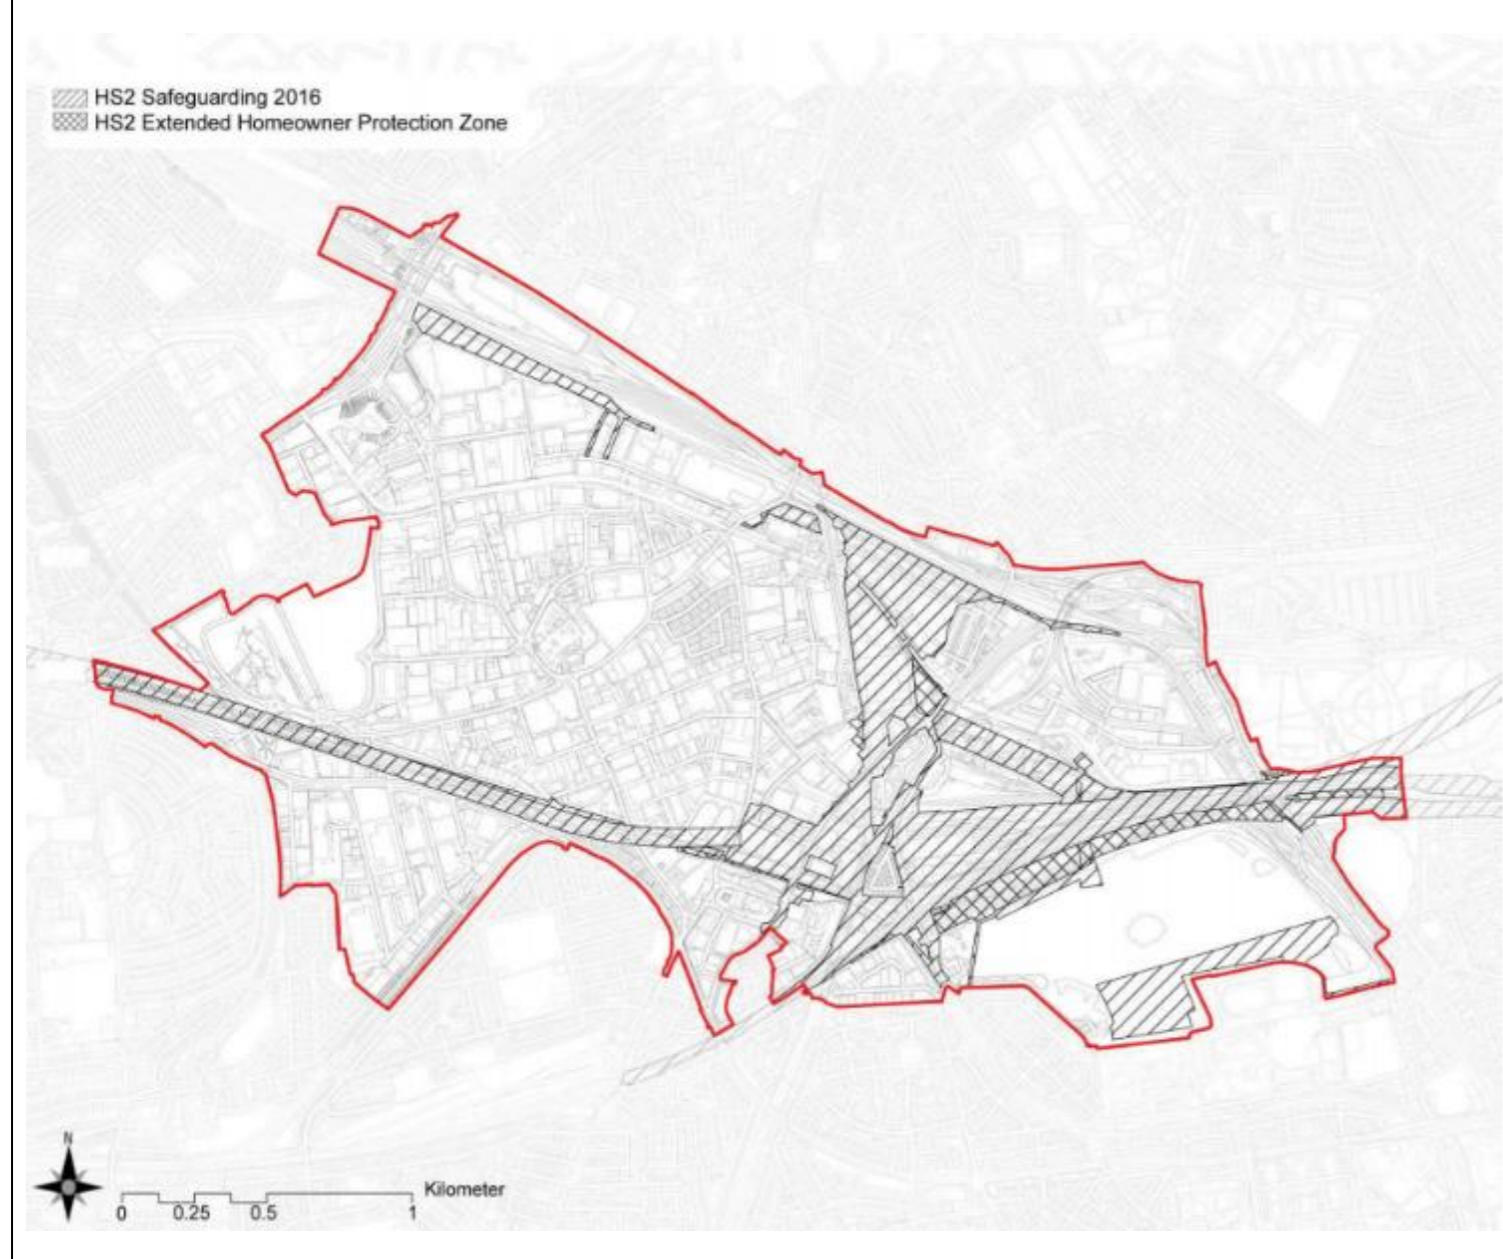 HS2 Safeguarding 2016
HS2 Extended Homeowner Protection Zone
N
Kilometer
0 0.25 0.5 1